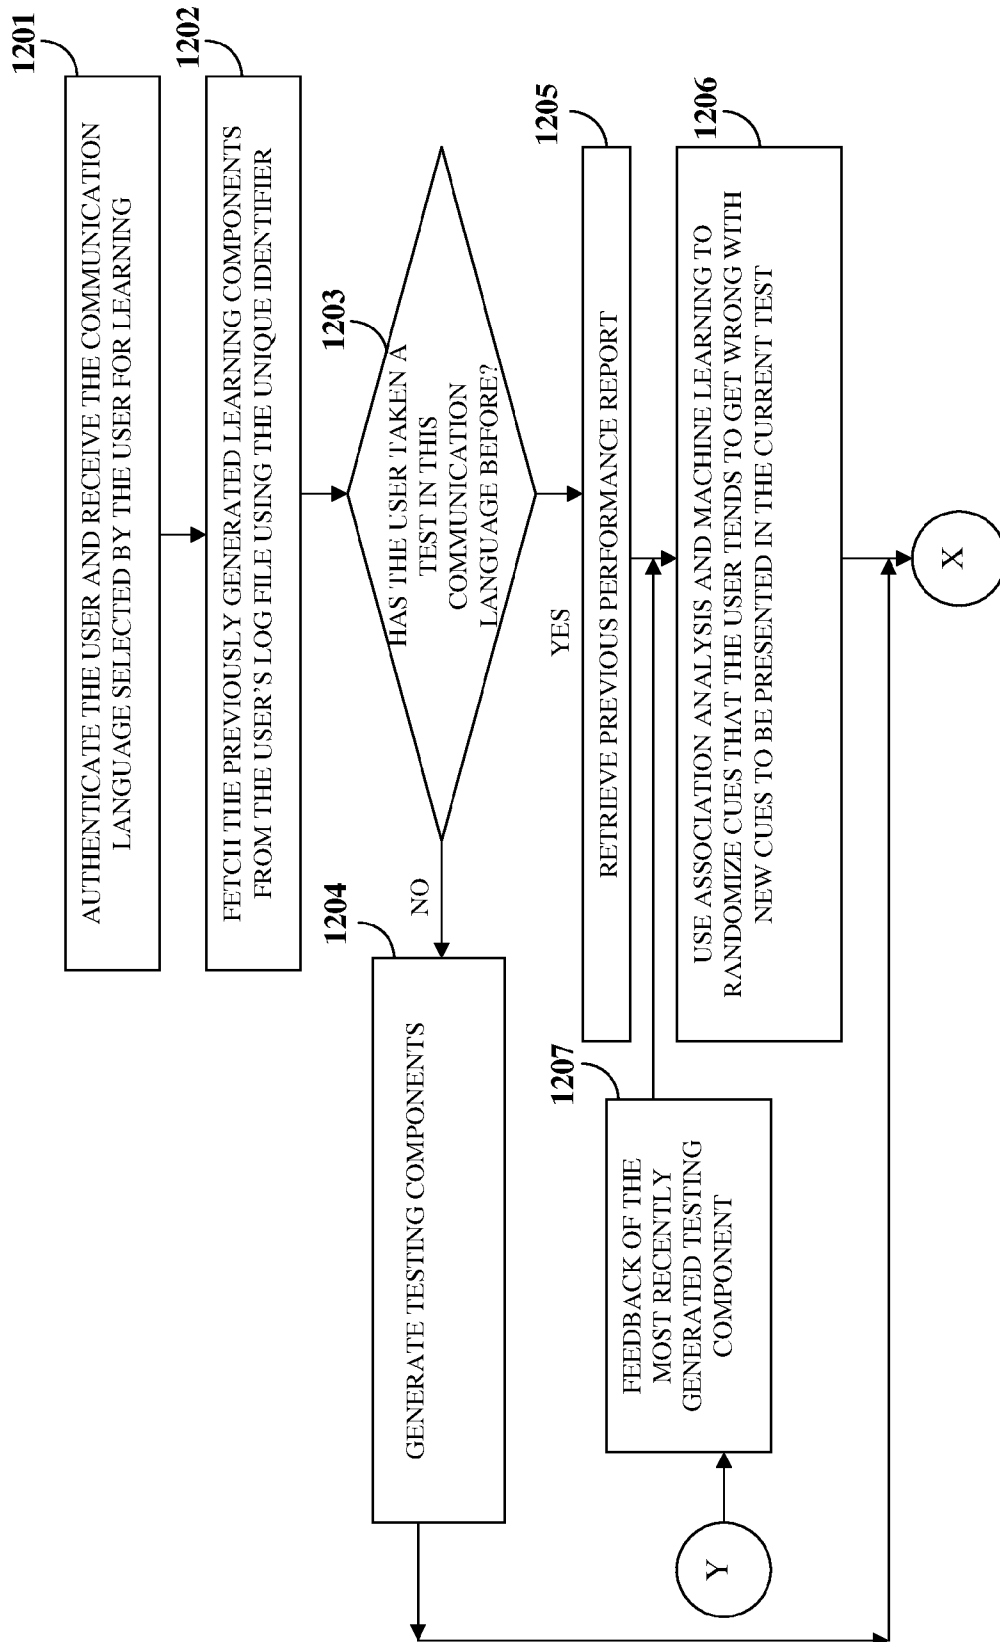 1201
AUTHENTICATE THE USER AND RECEIVE THE COMMUNICATION
LANGUAGE SELECTED BY THE USER FOR LEARNING
1202
FETCH THE PREVIOUSLY GENERATED LEARNING COMPONENTS
FROM THE USER'S LOG FILE USING THE UNIQUE IDENTIFIER
1203
HAS THE USER TAKEN A
TEST IN THIS
COMMUNICATION
LANGUAGE BEFORE?
NO
1204
GENERATE TESTING COMPONENTS
YES
1205
RETRIEVE PREVIOUS PERFORMANCE REPORT
1206
USE ASSOCIATION ANALYSIS AND MACHINE LEARNING TO
RANDOMIZE CUES THAT THE USER TENDS TO GET WRONG WITH
NEW CUES TO BE PRESENTED IN THE CURRENT TEST
1207
FEEDBACK OF THE
MOST RECENTLY
GENERATED TESTING
COMPONENT
Y
X